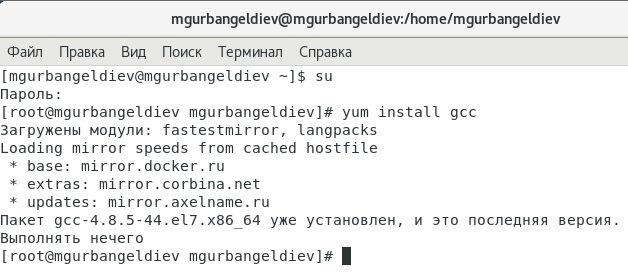 mgurbangeldiev@mgurbangeldiev:/home/mgurbangeldiev
Файл Правка Вид Поиск Терминал Справка
[mgurbangeldiev@mgurbangeldiev ~]$ su
Пароль:
[root@mgurbangeldiev mgurbangeldiev]# yum install gcc
Загружены модули: fastestmirror, langpacks
Loading mirror speeds from cached hostfile
 * base: mirror.docker.ru
 * extras: mirror.corbina.net
 * updates: mirror.axelname.ru
Пакет gcc-4.8.5-44.el7.x86_64 уже установлен, и это последняя версия.
Выполнять нечего
[root@mgurbangeldiev mgurbangeldiev]#